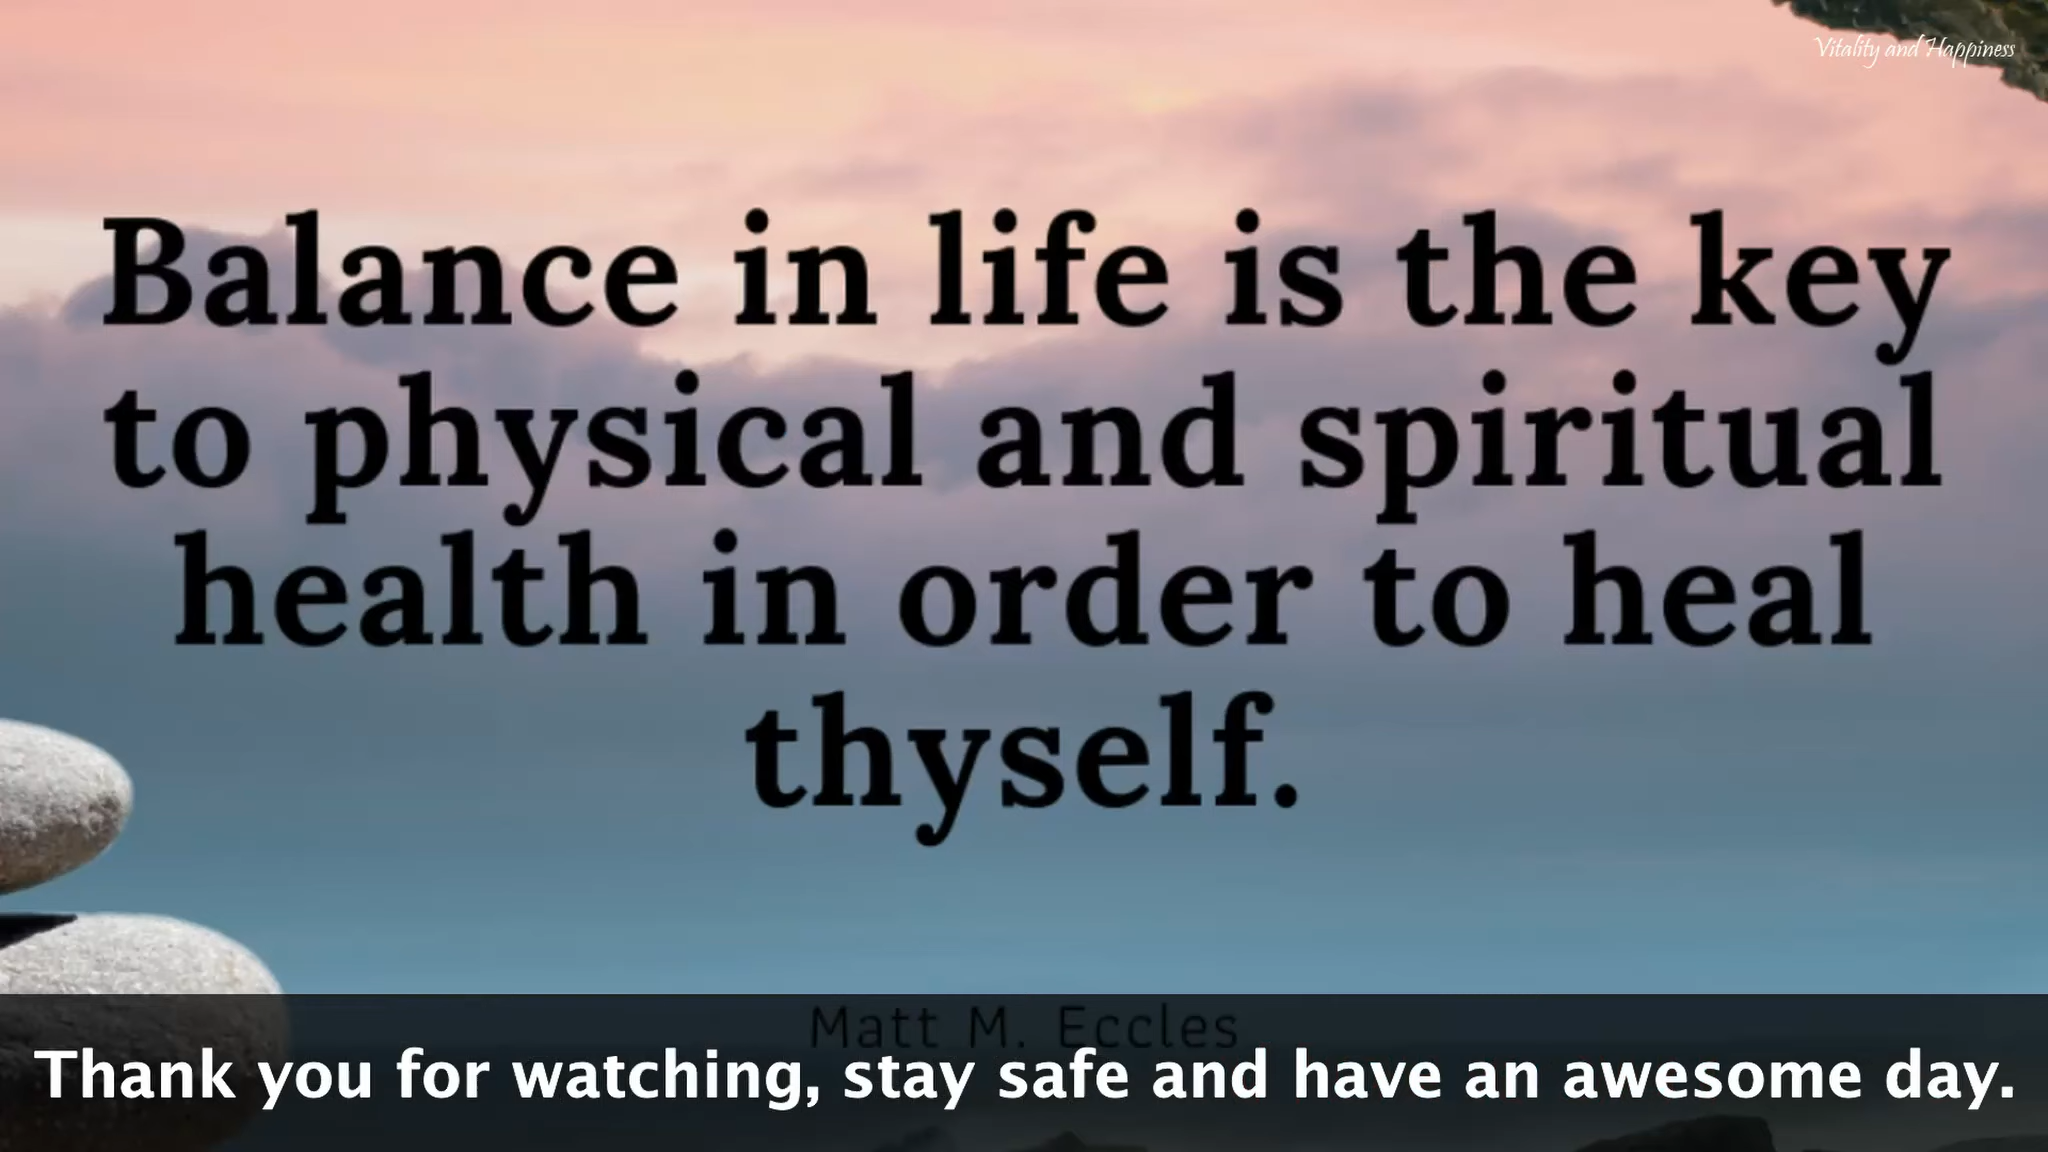 Vitality and Happiness
Balance in life is the key
to physical and spiritual
health in order to heal
thyself.
Matt M. Eccles
Thank you for watching, stay safe and have an awesome day.